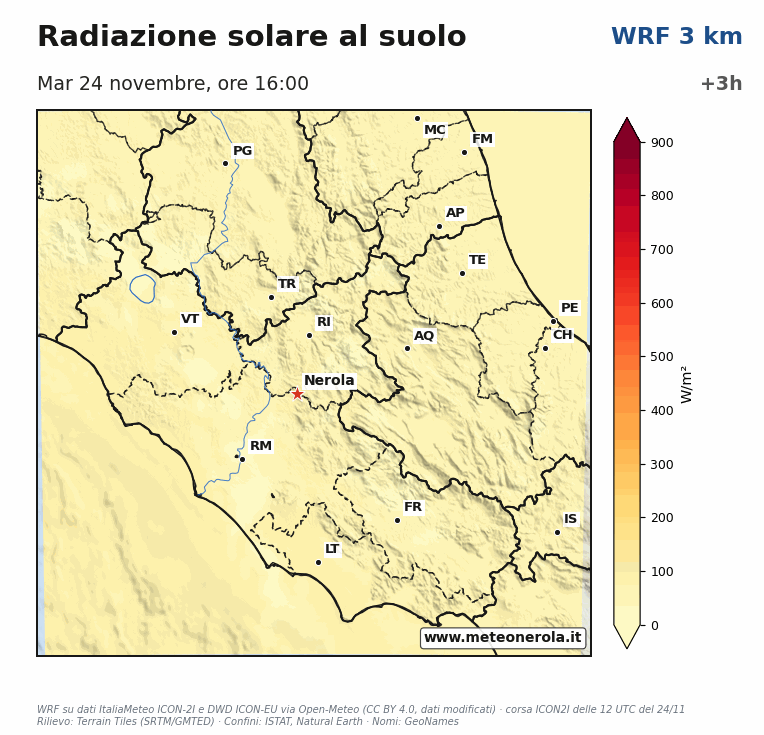 Radiazione solare al suolo
WRF 3 km
Mar 24 novembre, ore 16:00
+3h
MC
FM
PG
AP
TE
TR
PE
VT
RI
CH
AQ
Nerola
RM
FR
IS
LT
www.meteonerola.it
900
800
700
600
500
400
300
200
100
0
W/m²
WRF su dati ItaliaMeteo ICON-2I e DWD ICON-EU via Open-Meteo (CC BY 4.0, dati modificati) · corsa ICON2I delle 12 UTC del 24/11
Rilievo: Terrain Tiles (SRTM/GMTED) · Confini: ISTAT, Natural Earth · Nomi: GeoNames